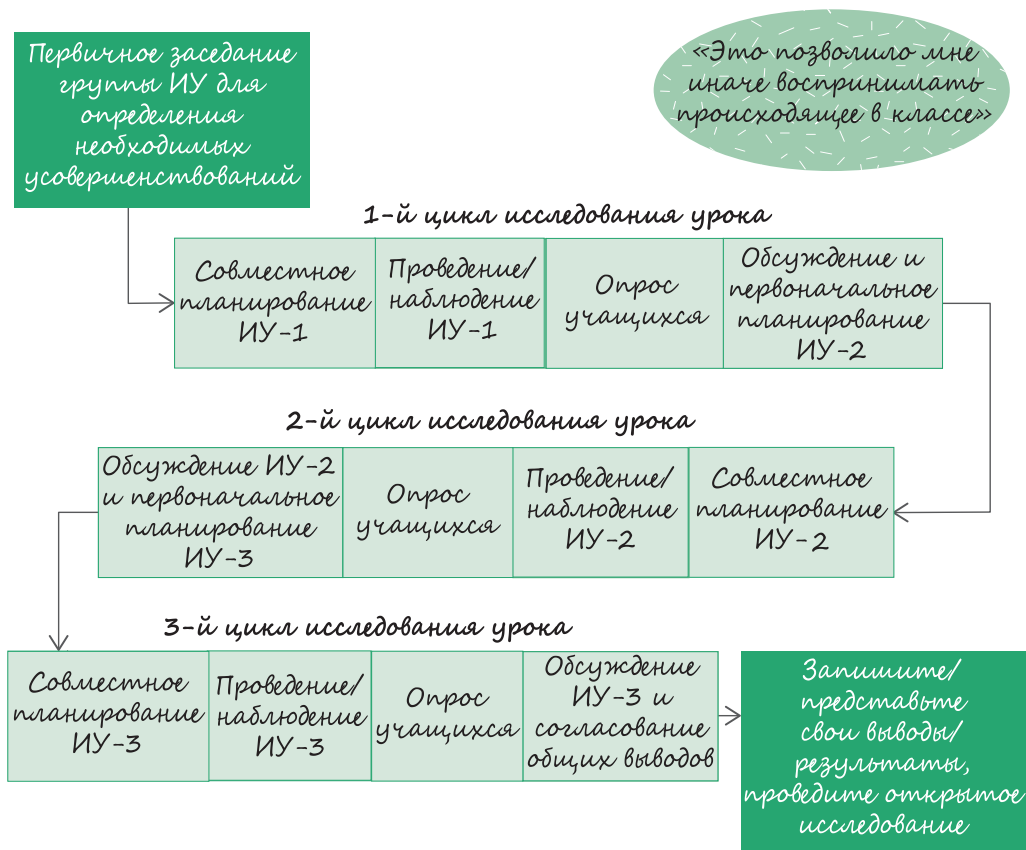 Первичное заседание
группы ИУ для
определения
необходимых
усовершенствований
«Это позволило мне
иначе воспринимать
происходящее в классе»
1-й цикл исследования урока
Совместное
планирование
ИУ-1
Проведение/
наблюдение
ИУ-1
Опрос
учащихся
Обсуждение и
первоначальное
планирование
ИУ-2
2-й цикл исследования урока
Обсуждение ИУ-2
и первоначальное
планирование
ИУ-3
Опрос
учащихся
Проведение/
наблюдение
ИУ-2
Совместное
планирование
ИУ-2
3-й цикл исследования урока
Совместное
планирование
ИУ-3
Проведение/
наблюдение
ИУ-3
Опрос
учащихся
Обсуждение
ИУ-3 и
согласование
общих выводов
Запишите/
представьте
свои выводы/
результаты,
проведите открытое
исследование